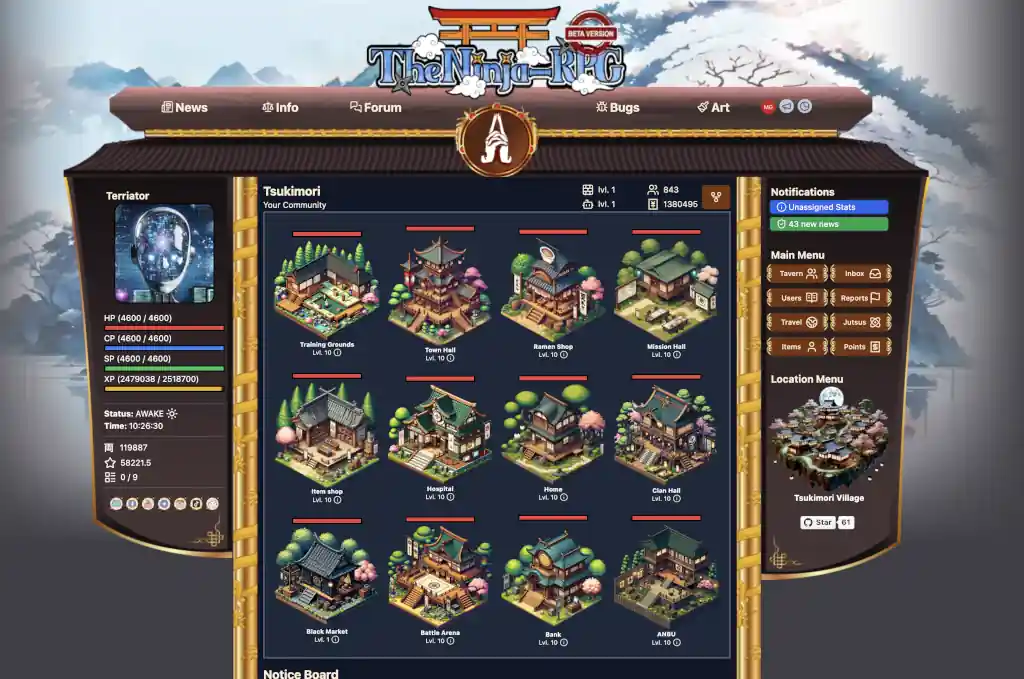 BETA VERSION
TheNinja-RPG
News
Info
Forum
Bugs
Art
MG
Terriator
HP (4600 / 4600)
CP (4600 / 4600)
SP (4600 / 4600)
XP (2479038 / 2518700)
Status: AWAKE
Time: 10:26:30
119887
58221.5
0 / 9
Tsukimori
Your Community
lvl. 1
843
lvl. 1
1380495
Training Grounds
Lvl. 10
Town Hall
Lvl. 10
Ramen Shop
Lvl. 10
Mission Hall
Lvl. 10
Item shop
Lvl. 10
Hospital
Lvl. 10
Home
Lvl. 10
Clan Hall
Lvl. 10
Black Market
Lvl. 1
Battle Arena
Lvl. 10
Bank
Lvl. 10
ANBU
Lvl. 10
Notice Board
Notifications
Unassigned Stats
43 new news
Main Menu
Tavern
Inbox
Users
Reports
Travel
Jutsus
Items
Points
Location Menu
Tsukimori Village
Star
61